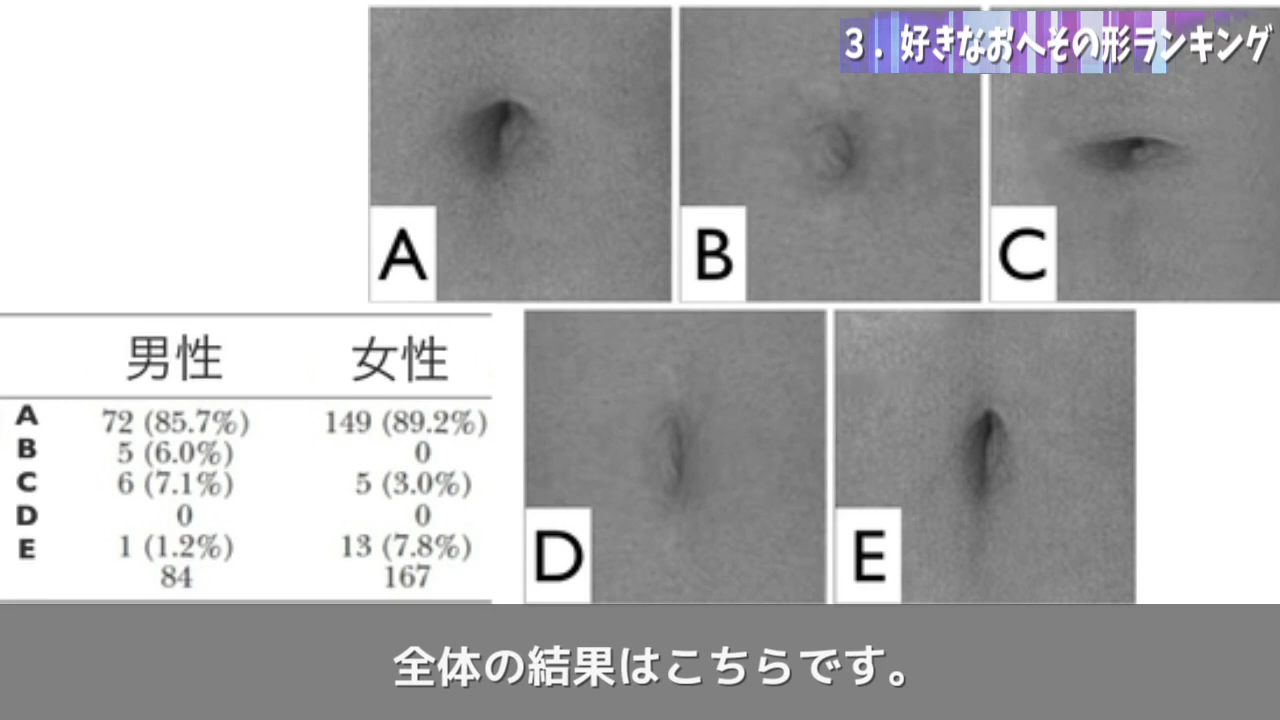 3．好きなおへその形ランキング
A
B
C
男性 女性
A 72 (85.7%) 149 (89.2%)
B 5 (6.0%) 0
C 6 (7.1%) 5 (3.0%)
D 0 0
E 1 (1.2%) 13 (7.8%)
84 167
D
E
全体の結果はこちらです。